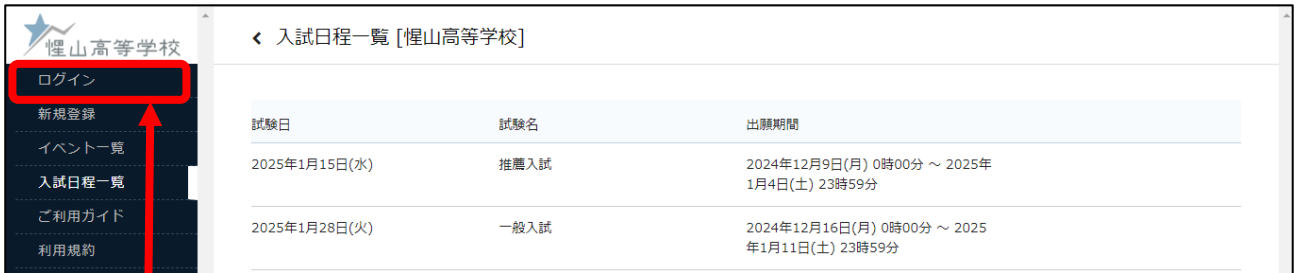 惺山高等学校
ログイン
新規登録
イベント一覧
入試日程一覧
ご利用ガイド
利用規約
入試日程一覧 [惺山高等学校]
試験日 試験名 出願期間
2025年1月15日(水) 推薦入試 2024年12月9日(月) 0時00分 ～ 2025年
1月4日(土) 23時59分
2025年1月28日(火) 一般入試 2024年12月16日(月) 0時00分 ～ 2025
年1月11日(土) 23時59分